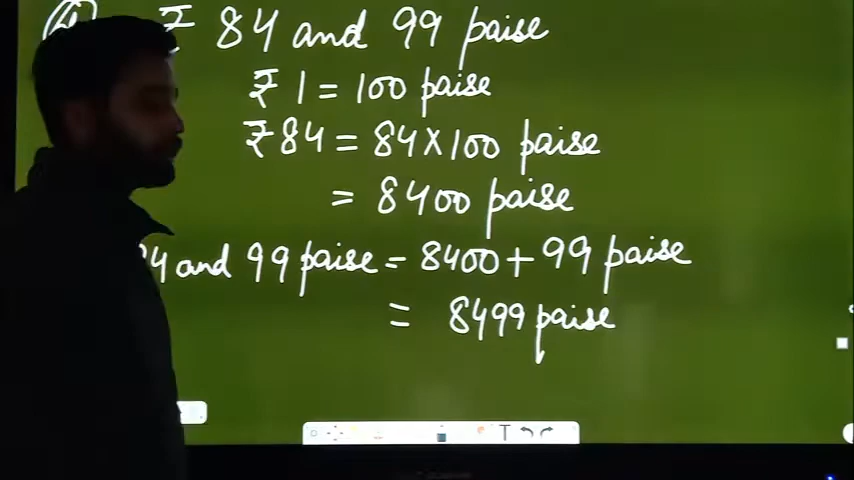 ₹ 84 and 99 paise
₹ 1 = 100 paise
₹ 84 = 84 × 100 paise
= 8400 paise
4 and 99 paise = 8400 + 99 paise
= 8499 paise
T